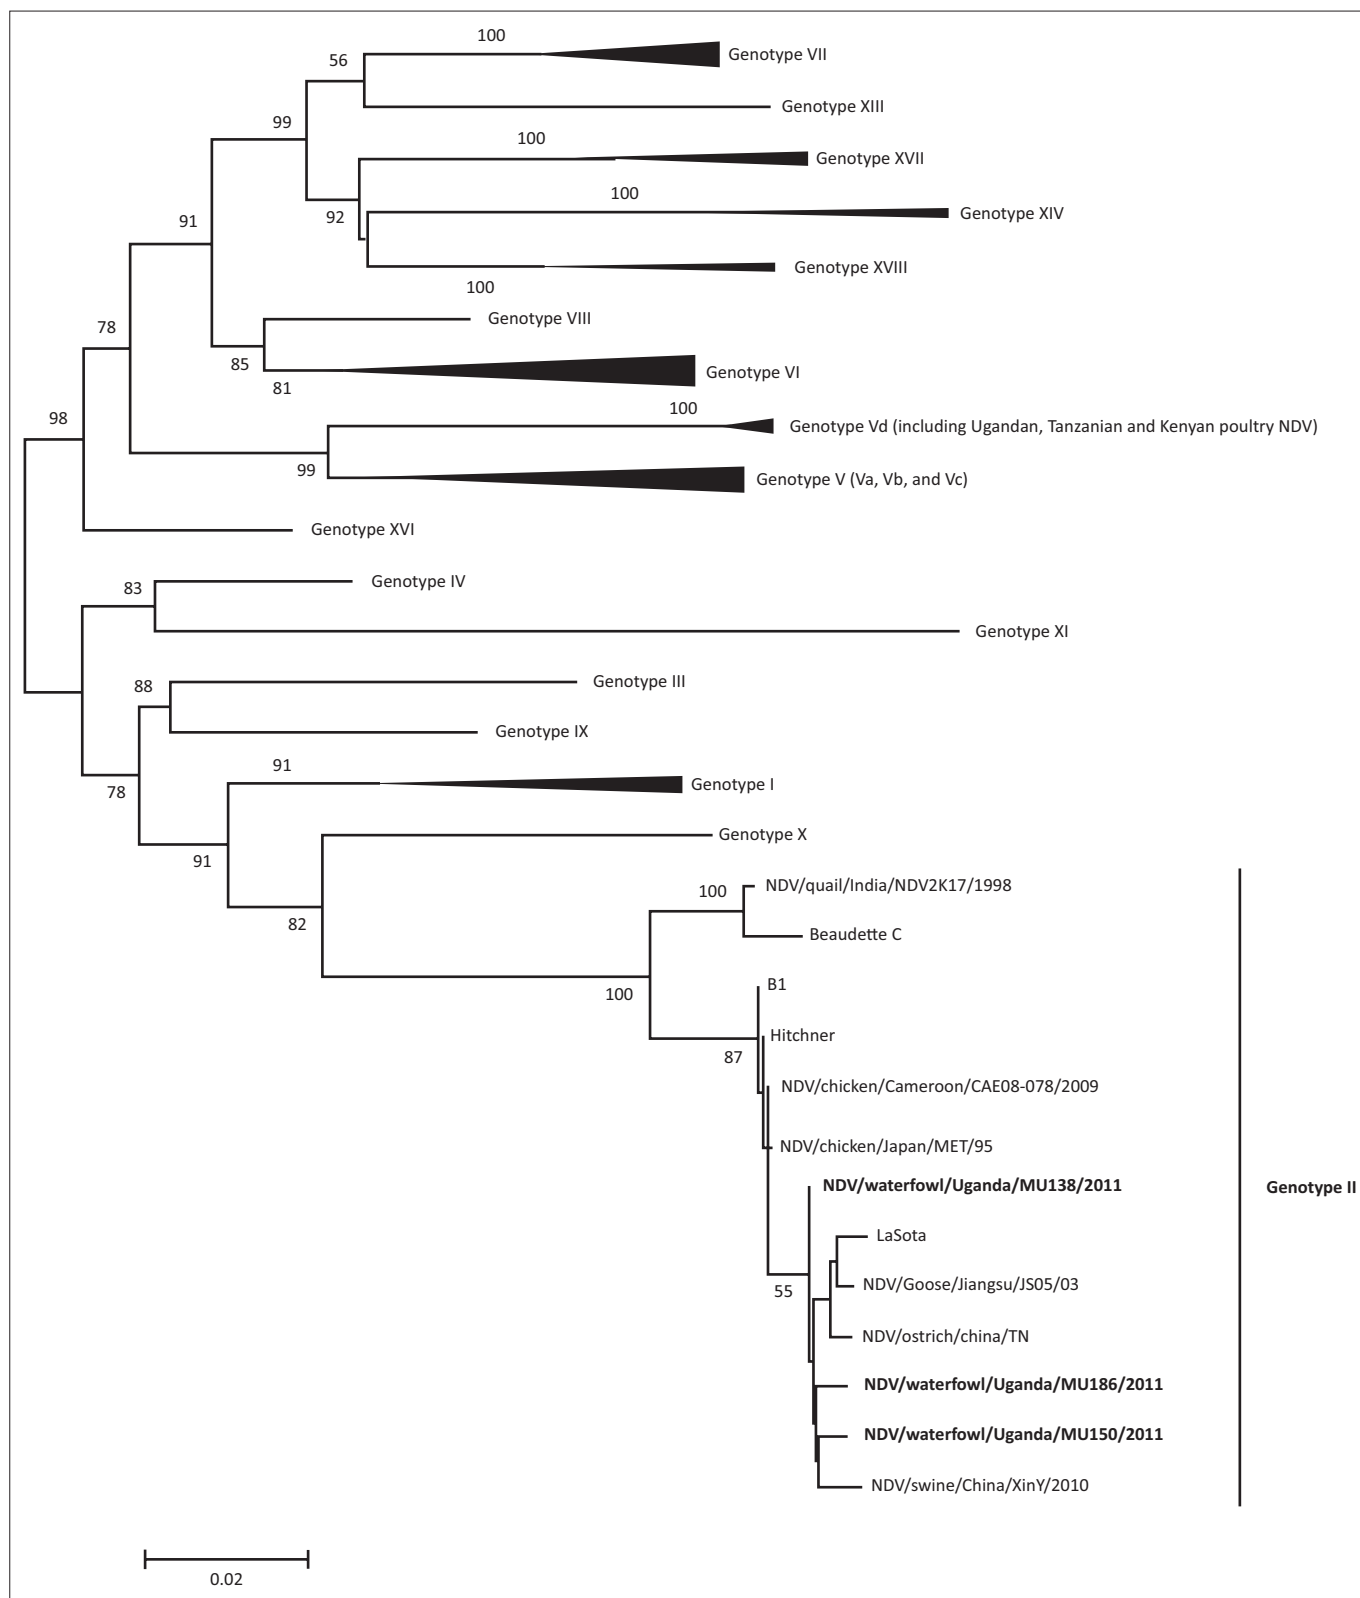 100
56
Genotype VII
Genotype XIII
99
100
Genotype XVII
92
100
Genotype XIV
91
Genotype XVIII
100
Genotype VIII
78
85
81
Genotype VI
98
100
Genotype Vd (including Ugandan, Tanzanian and Kenyan poultry NDV)
99
Genotype V (Va, Vb, and Vc)
Genotype XVI
83
Genotype IV
Genotype XI
88
Genotype III
Genotype IX
91
78
Genotype I
Genotype X
91
100
NDV/quail/India/NDV2K17/1998
82
Beaudette C
100
B1
Hitchner
87
NDV/chicken/Cameroon/CAE08-078/2009
NDV/chicken/Japan/MET/95
NDV/waterfowl/Uganda/MU138/2011
Genotype II
LaSota
55
NDV/Goose/Jiangsu/JS05/03
NDV/ostrich/china/TN
NDV/waterfowl/Uganda/MU186/2011
NDV/waterfowl/Uganda/MU150/2011
NDV/swine/China/XinY/2010
0.02